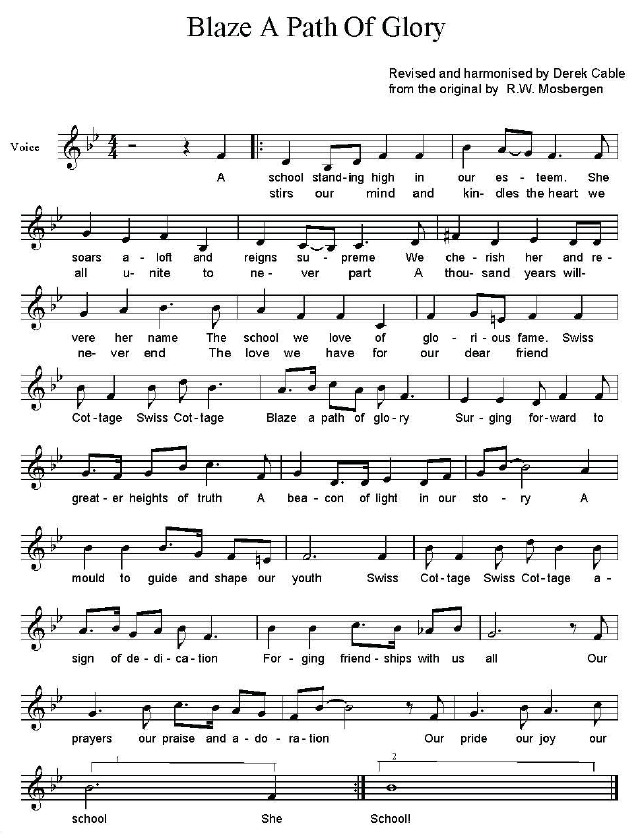 Blaze A Path Of Glory
Revised and harmonised by Derek Cable
from the original by R.W. Mosbergen
Voice
A school stand-ing high in our es - teem. She
stirs our mind and kin- dles the heart we
soars a - loft and reigns su - preme We che - rish her and re -
all u - nite to ne - ver part A thou - sand years will-
vere her name The school we love of glo - ri - ous fame. Swiss
ne- ver end The love we have for our dear friend
Cot - tage Swiss Cot - tage Blaze a path of glo - ry Sur - ging for - ward to
great - er heights of truth A bea - con of light in our sto - ry A
mould to guide and shape our youth Swiss Cot - tage Swiss Cot - tage a -
sign of de - di - ca - tion For - ging friend - ships with us all Our
prayers our praise and a - do - ra - tion Our pride our joy our
1 2
school She School!